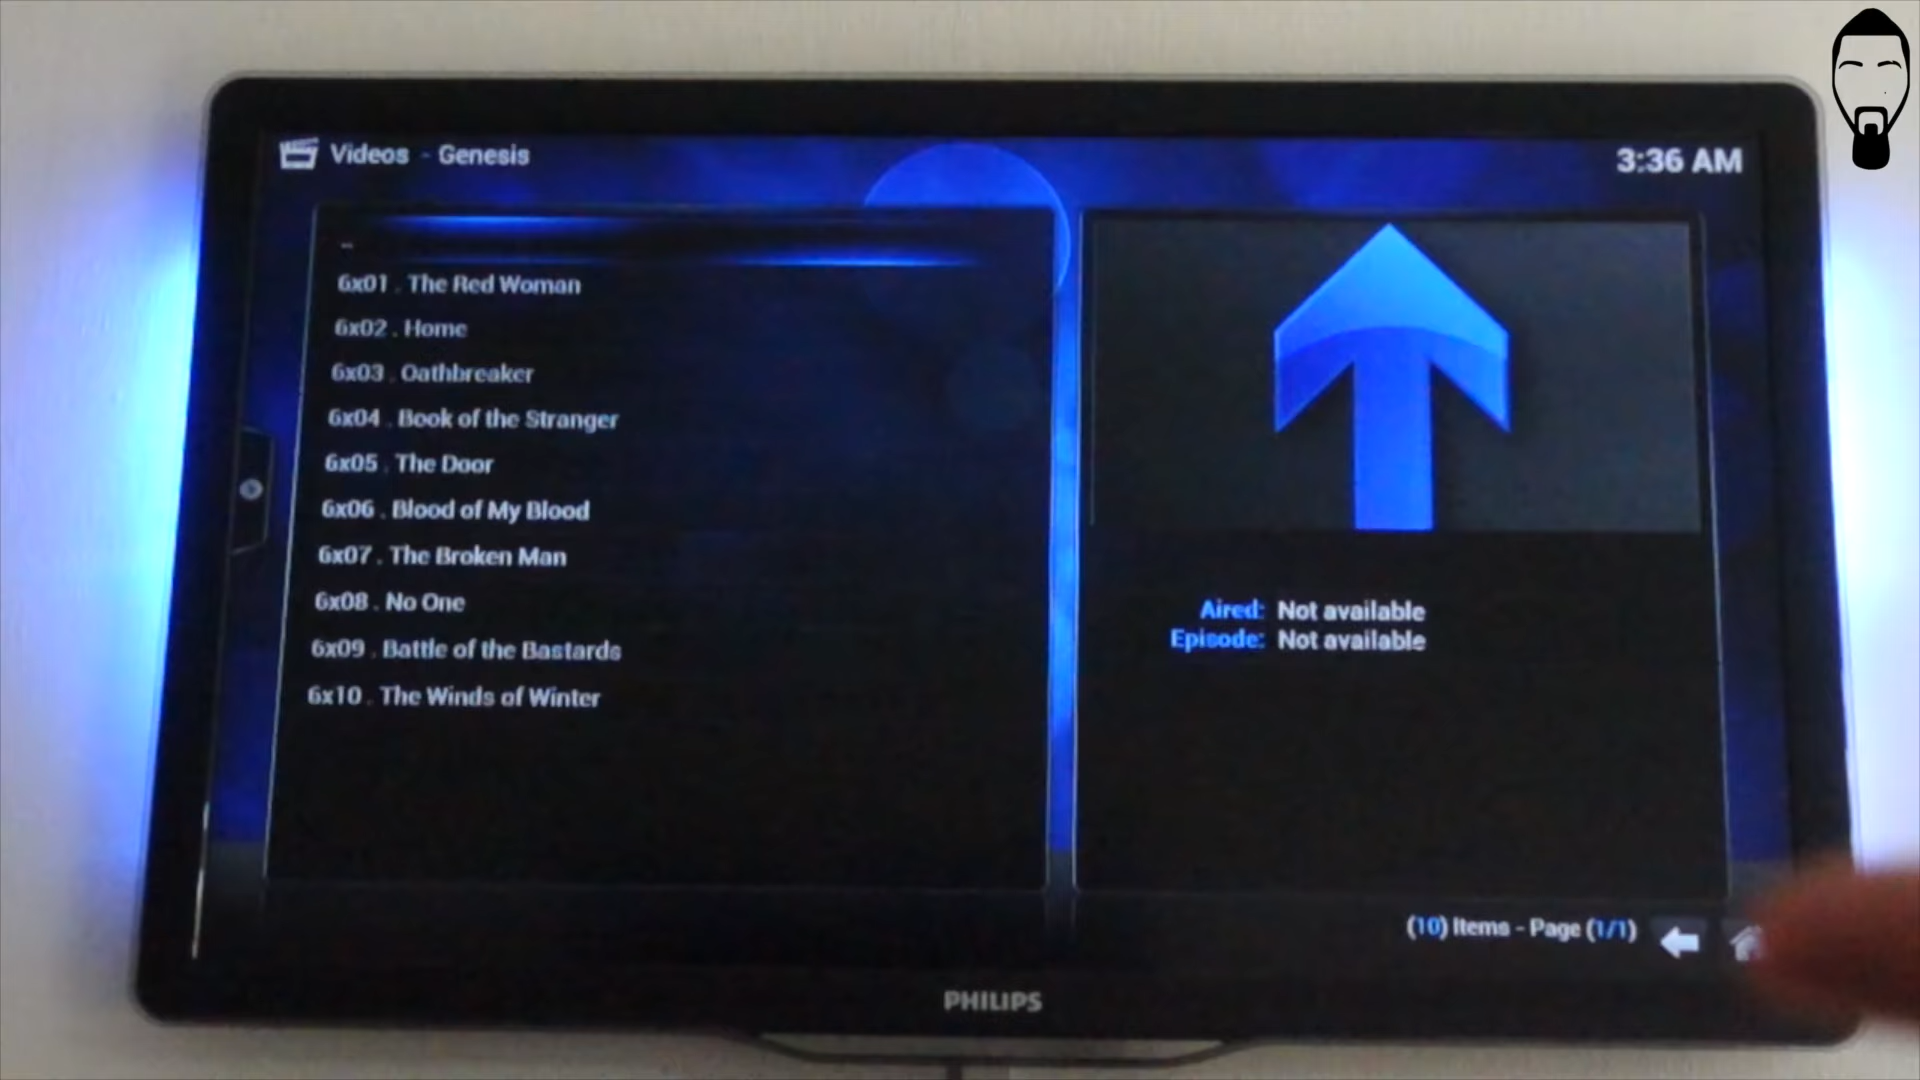 Videos - Genesis
3:36 AM
..
6x01 . The Red Woman
6x02 . Home
6x03 . Oathbreaker
6x04 . Book of the Stranger
6x05 . The Door
6x06 . Blood of My Blood
6x07 . The Broken Man
6x08 . No One
6x09 . Battle of the Bastards
6x10 . The Winds of Winter
Aired: Not available
Episode: Not available
(10) Items - Page (1/1)
PHILIPS